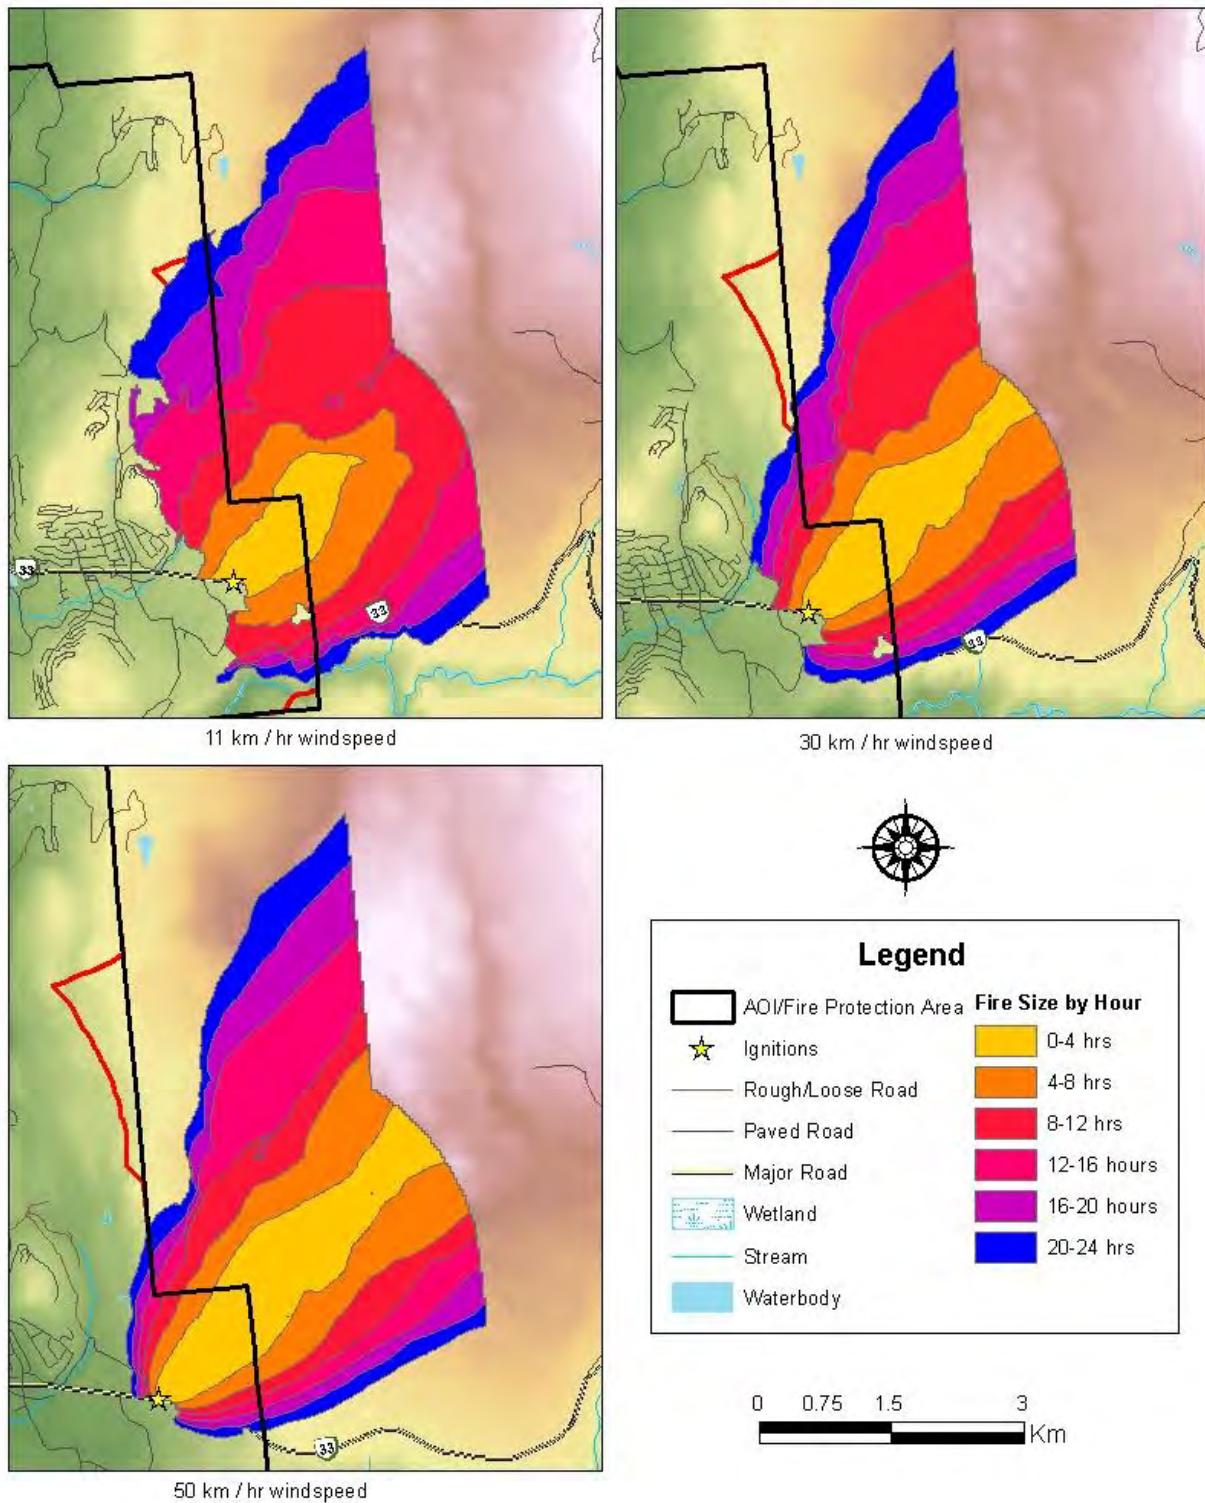 33
33
11 km / hr windspeed
33
30 km / hr windspeed
33
50 km / hr windspeed
Legend
AOI/Fire Protection Area
Ignitions
Rough/Loose Road
Paved Road
Major Road
Wetland
Stream
Waterbody
Fire Size by Hour
0-4 hrs
4-8 hrs
8-12 hrs
12-16 hours
16-20 hours
20-24 hrs
0 0.75 1.5 3
Km